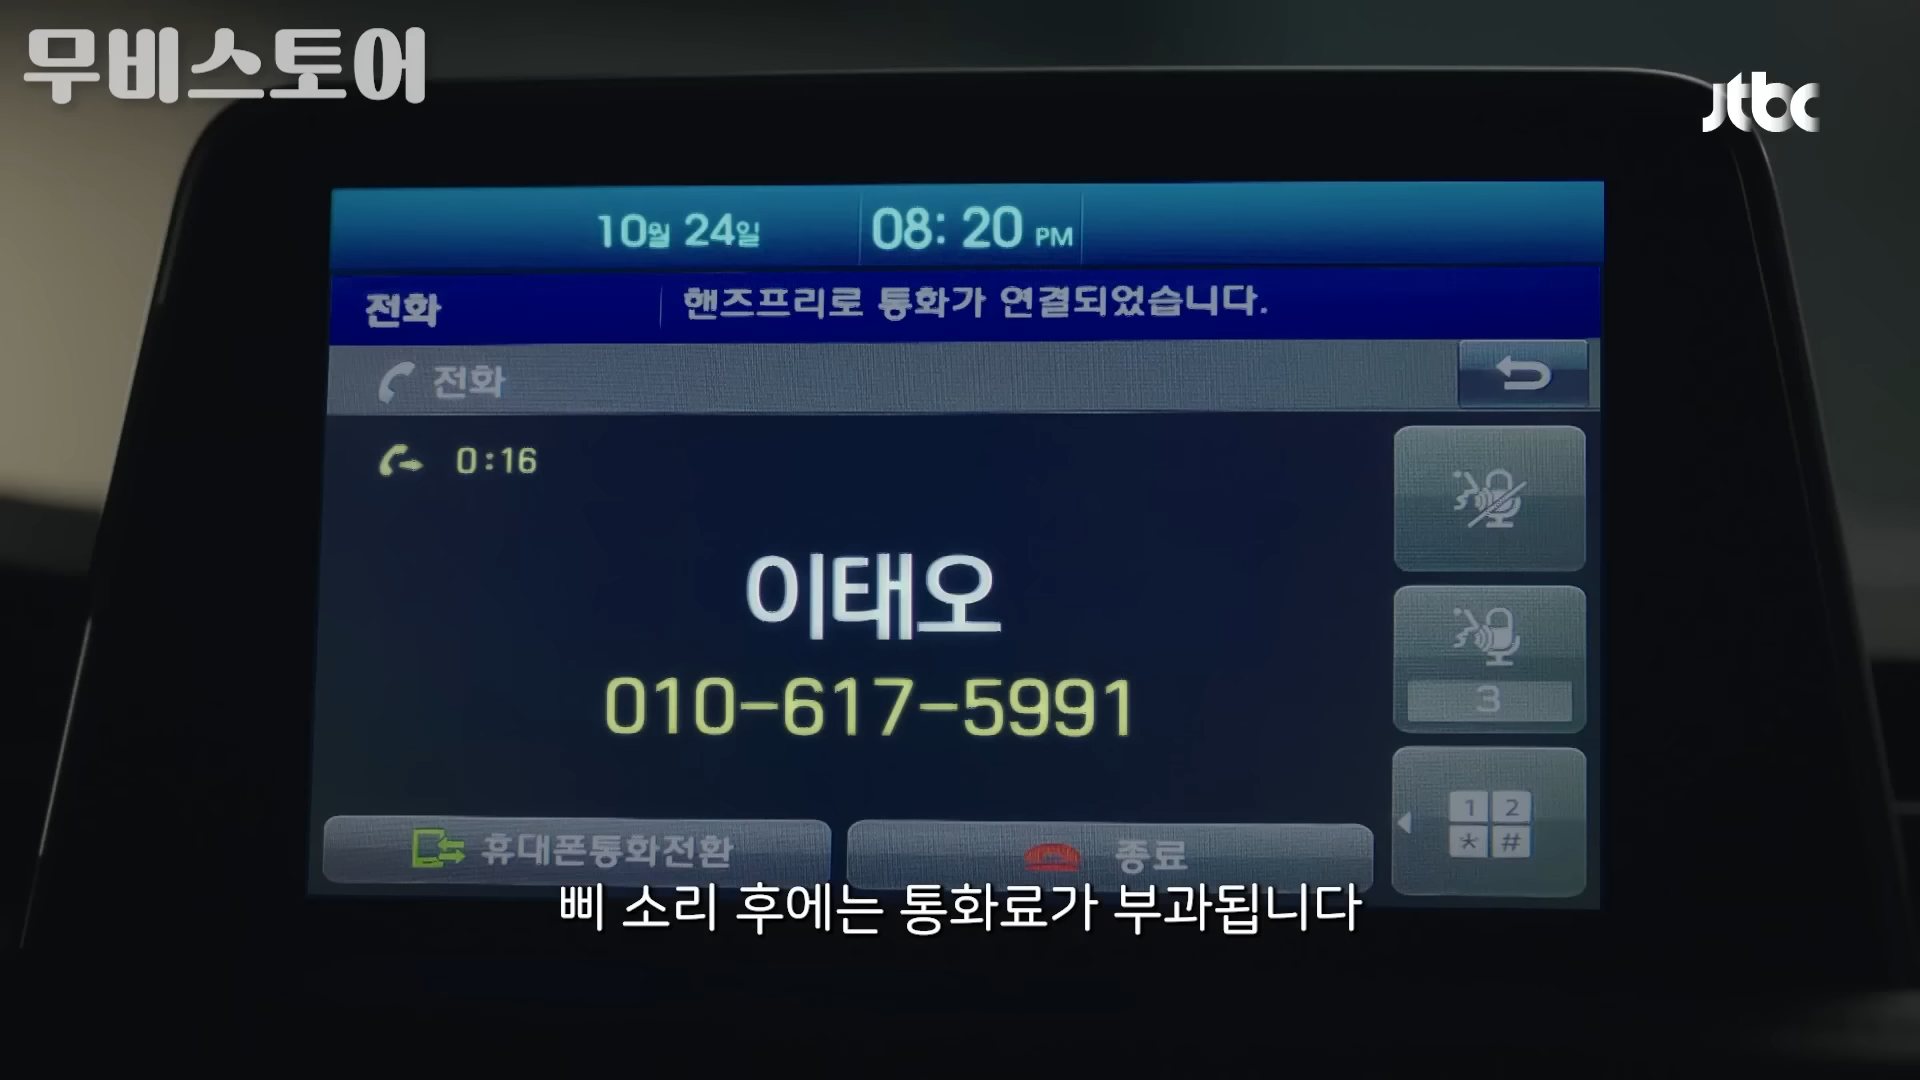 무비스토어
jtbc
10월 24일 08:20 PM
전화 핸즈프리로 통화가 연결되었습니다.
전화
0:16
이태오
010-617-5991
3
1 2
* #
휴대폰통화전환 종료
삐 소리 후에는 통화료가 부과됩니다